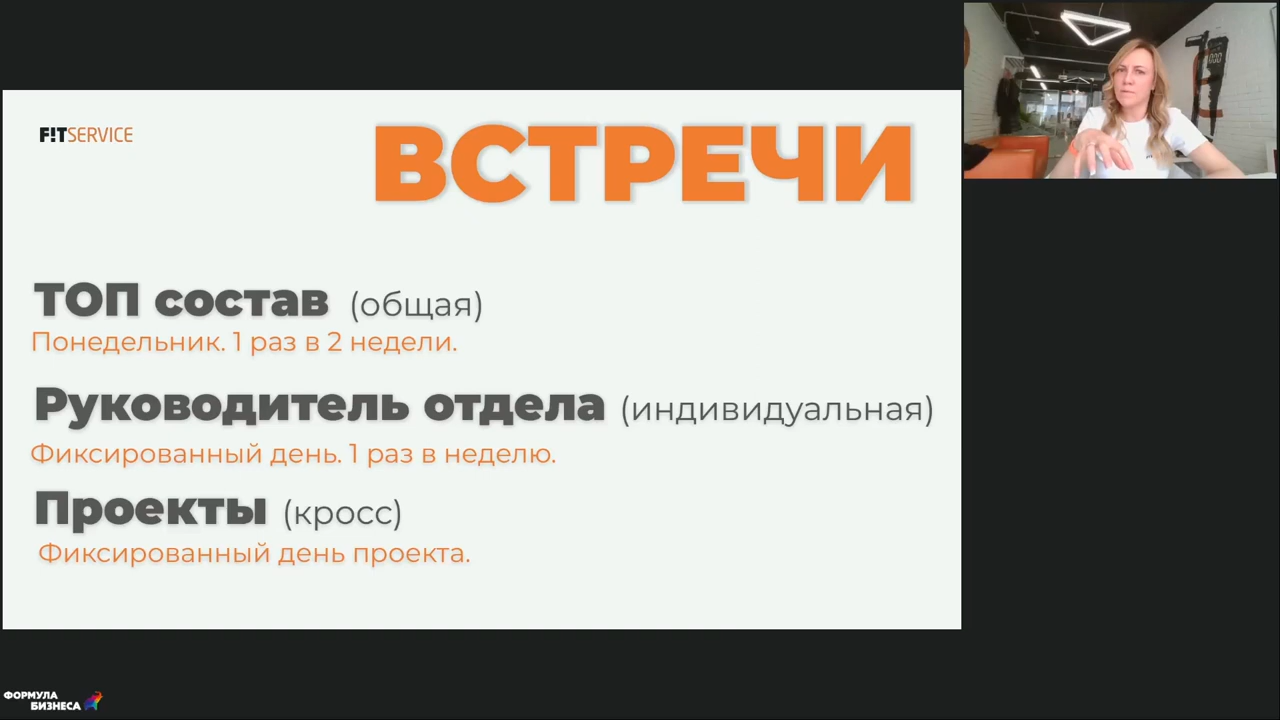 F!TSERVICE
ВСТРЕЧИ
ТОП состав (общая)
Понедельник. 1 раз в 2 недели.
Руководитель отдела (индивидуальная)
Фиксированный день. 1 раз в неделю.
Проекты (кросс)
Фиксированный день проекта.
ФОРМУЛА
БИЗНЕСА